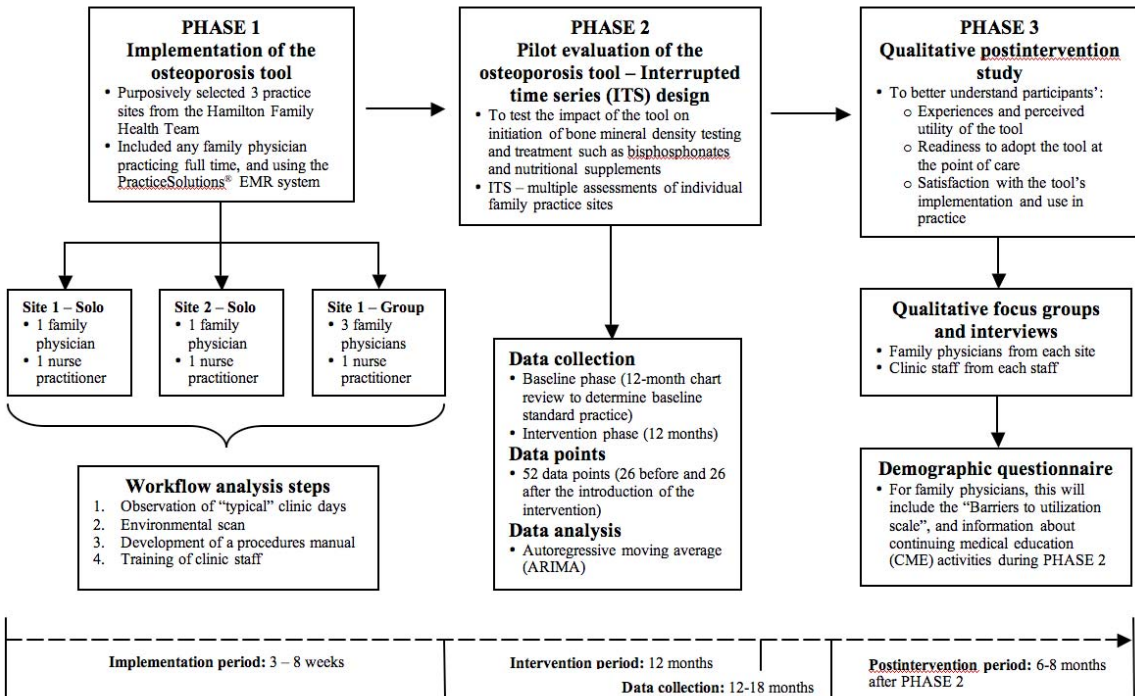 PHASE 1
Implementation of the
osteoporosis tool
• Purposively selected 3 practice
sites from the Hamilton Family
Health Team
• Included any family physician
practicing full time, and using the
PracticeSolutions® EMR system
PHASE 2
Pilot evaluation of the
osteoporosis tool – Interrupted
time series (ITS) design
• To test the impact of the tool on
initiation of bone mineral density testing
and treatment such as bisphosphonates
and nutritional supplements
• ITS – multiple assessments of individual
family practice sites
PHASE 3
Qualitative postintervention
study
• To better understand participants’:
o Experiences and perceived
utility of the tool
o Readiness to adopt the tool at
the point of care
o Satisfaction with the tool’s
implementation and use in
practice
Site 1 – Solo
• 1 family
physician
• 1 nurse
practitioner
Site 2 – Solo
• 1 family
physician
• 1 nurse
practitioner
Site 1 – Group
• 3 family
physicians
• 1 nurse
practitioner
Workflow analysis steps
1. Observation of “typical” clinic days
2. Environmental scan
3. Development of a procedures manual
4. Training of clinic staff
Data collection
• Baseline phase (12-month chart
review to determine baseline
standard practice)
• Intervention phase (12 months)
Data points
• 52 data points (26 before and 26
after the introduction of the
intervention)
Data analysis
• Autoregressive moving average
(ARIMA)
Qualitative focus groups
and interviews
• Family physicians from each site
• Clinic staff from each staff
Demographic questionnaire
• For family physicians, this will
include the “Barriers to utilization
scale”, and information about
continuing medical education
(CME) activities during PHASE 2
Implementation period: 3 – 8 weeks
Intervention period: 12 months
Data collection: 12-18 months
Postintervention period: 6-8 months
after PHASE 2